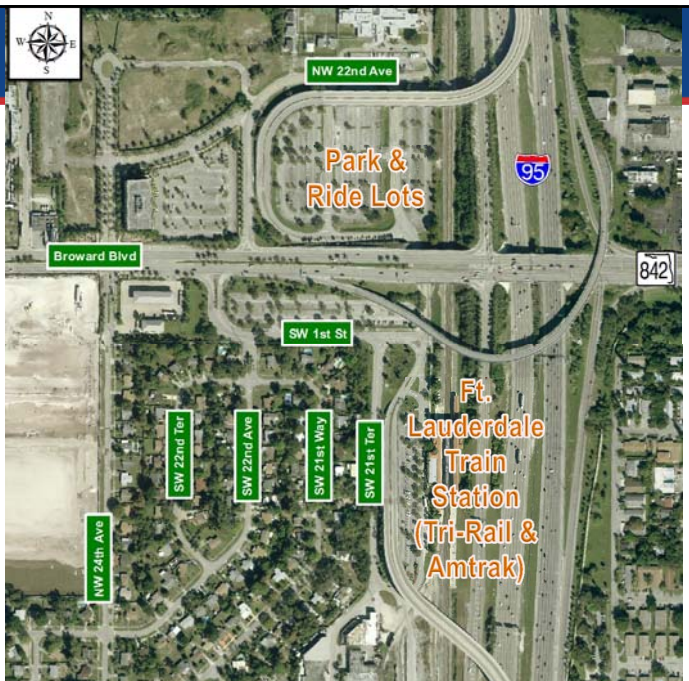 N
W E
S
NW 22nd Ave
Park &
Ride Lots
95
Broward Blvd
842
SW 1st St
Ft.
Lauderdale
Train
Station
(Tri-Rail &
Amtrak)
SW 22nd Ter
SW 22nd Ave
SW 21st Way
SW 21st Ter
NW 24th Ave